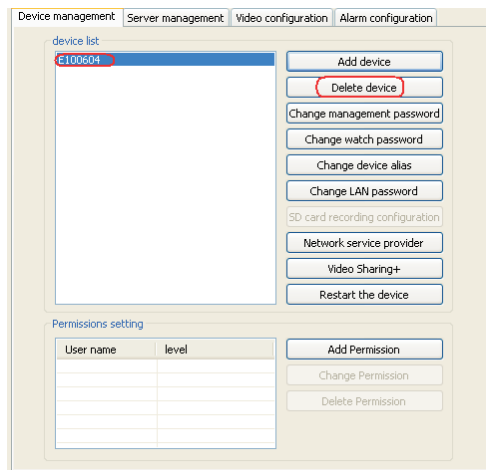 Device management Server management Video configuration Alarm configuration
device list
E100604
Add device
Delete device
Change management password
Change watch password
Change device alias
Change LAN password
SD card recording configuration
Network service provider
Video Sharing+
Restart the device
Permissions setting
User name level
Add Permission
Change Permission
Delete Permission